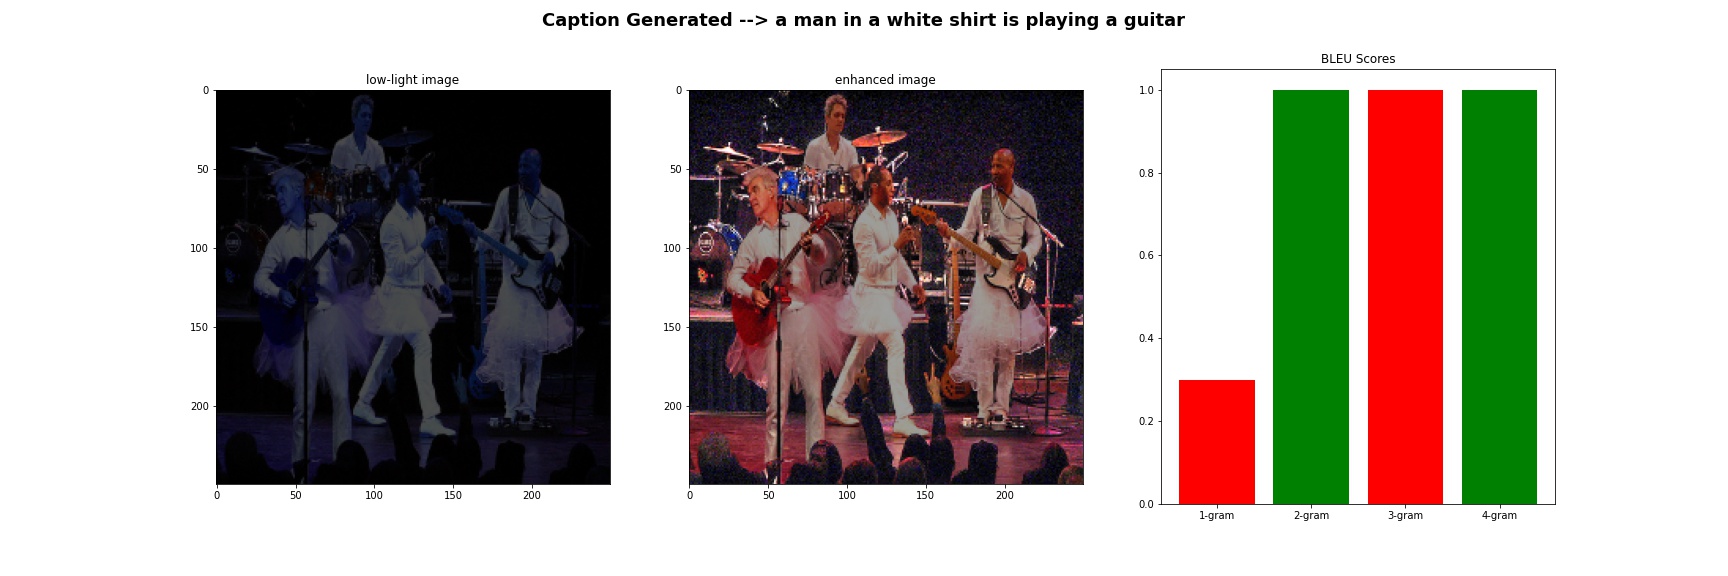 Caption Generated --> a man in a white shirt is playing a guitar
low-light image
0
50
100
150
200
0 50 100 150 200
enhanced image
0
50
100
150
200
0 50 100 150 200
BLEU Scores
1.0
0.8
0.6
0.4
0.2
0.0
1-gram 2-gram 3-gram 4-gram